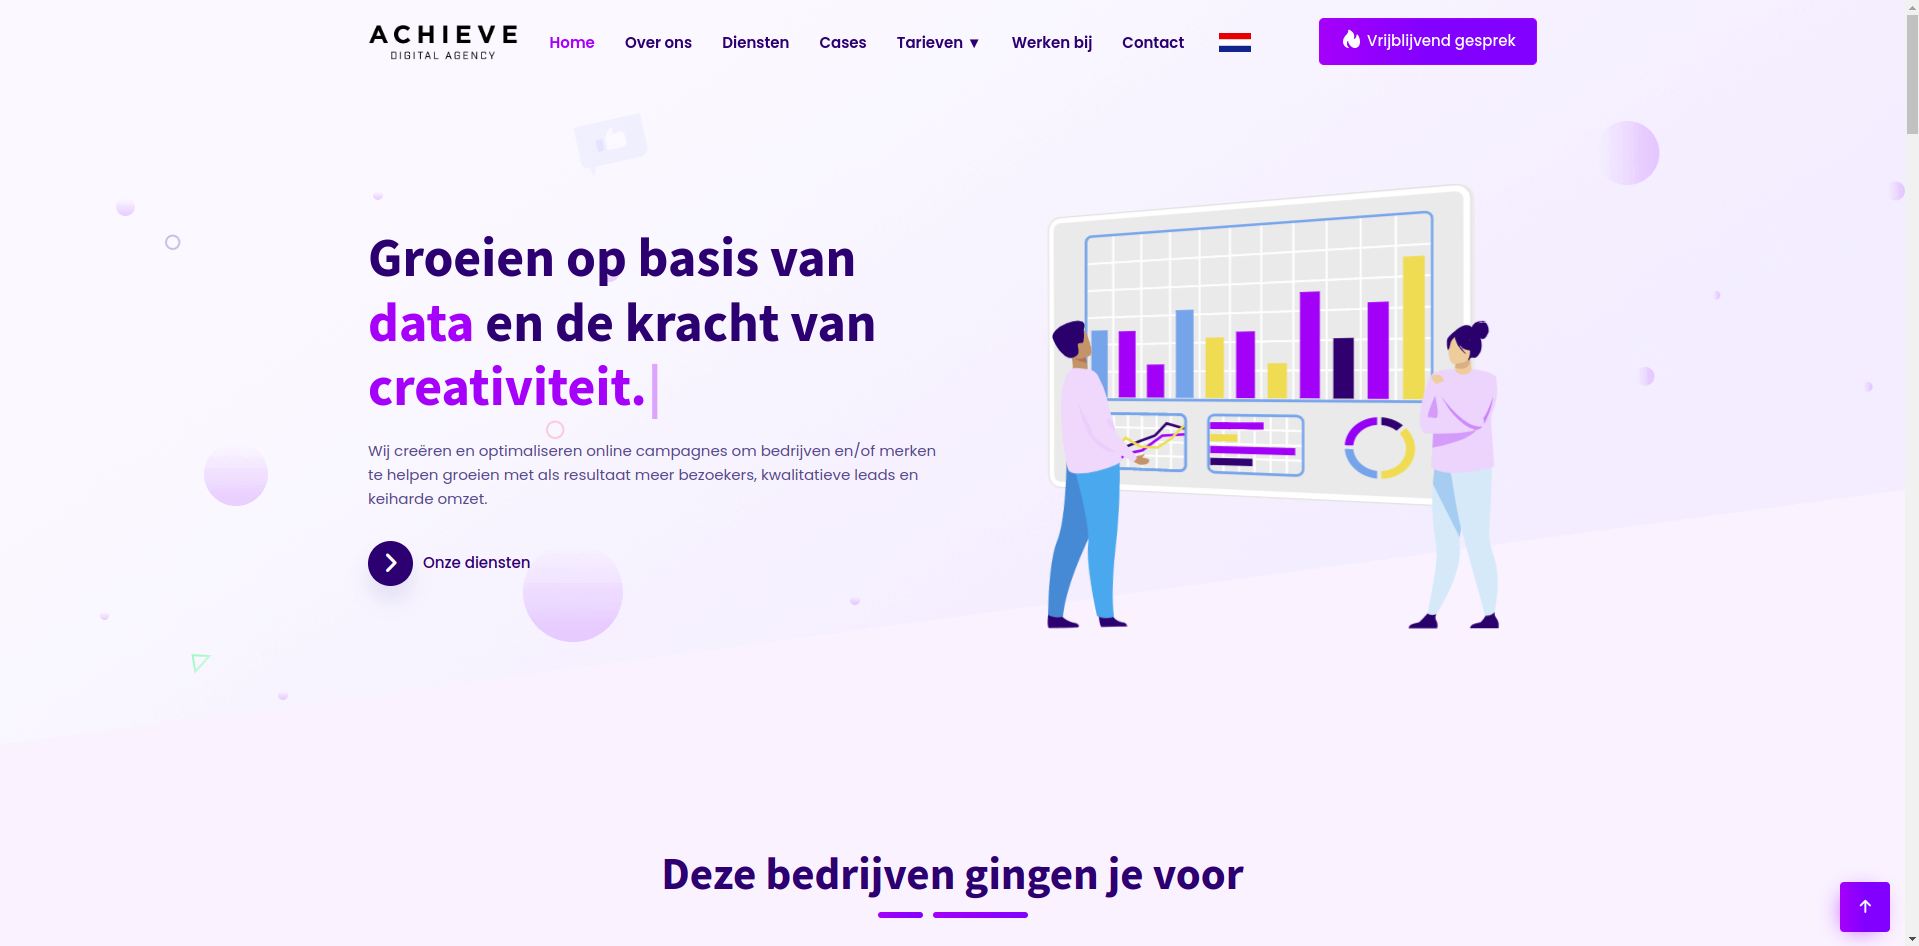 ACHIEVE
DIGITAL AGENCY
Home Over ons Diensten Cases Tarieven ▼ Werken bij Contact
Vrijblijvend gesprek
Groeien op basis van
data en de kracht van
creativiteit.
Wij creëren en optimaliseren online campagnes om bedrijven en/of merken
te helpen groeien met als resultaat meer bezoekers, kwalitatieve leads en
keiharde omzet.
Onze diensten
Deze bedrijven gingen je voor